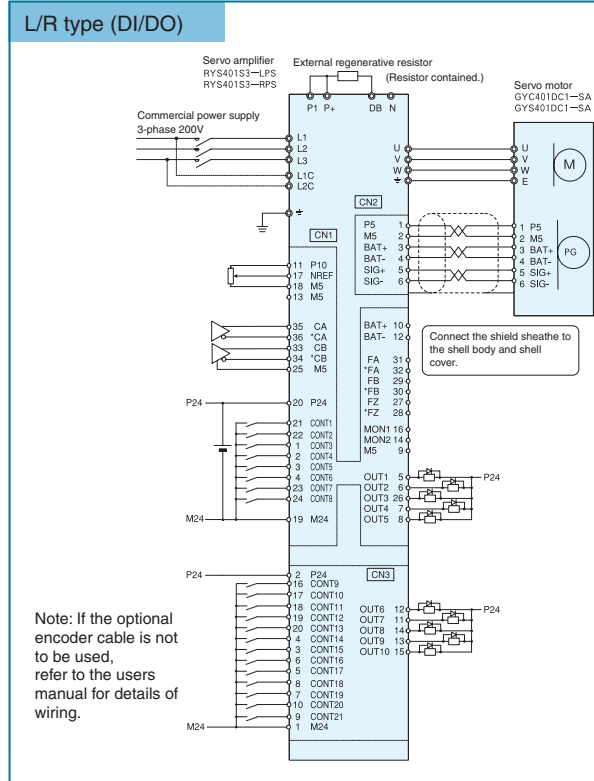 L/R type (DI/DO)
Servo amplifier
RYS401S3-LPS
RYS401S3-RPS
External regenerative resistor
(Resistor contained.)
Servo motor
GYC401DC1-SA
GYS401DC1-SA
P1 P+ DB N
Commercial power supply
3-phase 200V
L1
L2
L3
L1C
L2C
U
V
W
U
V
W
E
M
CN2
CN1
P5 1
M5 2
BAT+ 3
BAT- 4
SIG+ 5
SIG- 6
1 P5
2 M5
3 BAT+
4 BAT-
5 SIG+
6 SIG-
PG
11 P10
17 NREF
18 M5
13 M5
35 CA
36 *CA
33 CB
34 *CB
25 M5
BAT+ 10
BAT- 12
Connect the shield sheathe to
the shell body and shell
cover.
FA 31
*FA 32
FB 29
*FB 30
FZ 27
*FZ 28
MON1 16
MON2 14
M5 9
P24
20 P24
21 CONT1
22 CONT2
1 CONT3
2 CONT4
3 CONT5
4 CONT6
23 CONT7
24 CONT8
M24
19 M24
OUT1 5
OUT2 6
OUT3 26
OUT4 7
OUT5 8
P24
P24
2 P24
CN3
16 CONT9
17 CONT10
18 CONT11
19 CONT12
20 CONT13
4 CONT14
3 CONT15
6 CONT16
5 CONT17
8 CONT18
7 CONT19
10 CONT20
9 CONT21
M24
1 M24
OUT6 12
OUT7 11
OUT8 14
OUT9 13
OUT10 15
P24
Note: If the optional
encoder cable is not
to be used,
refer to the users
manual for details of
wiring.